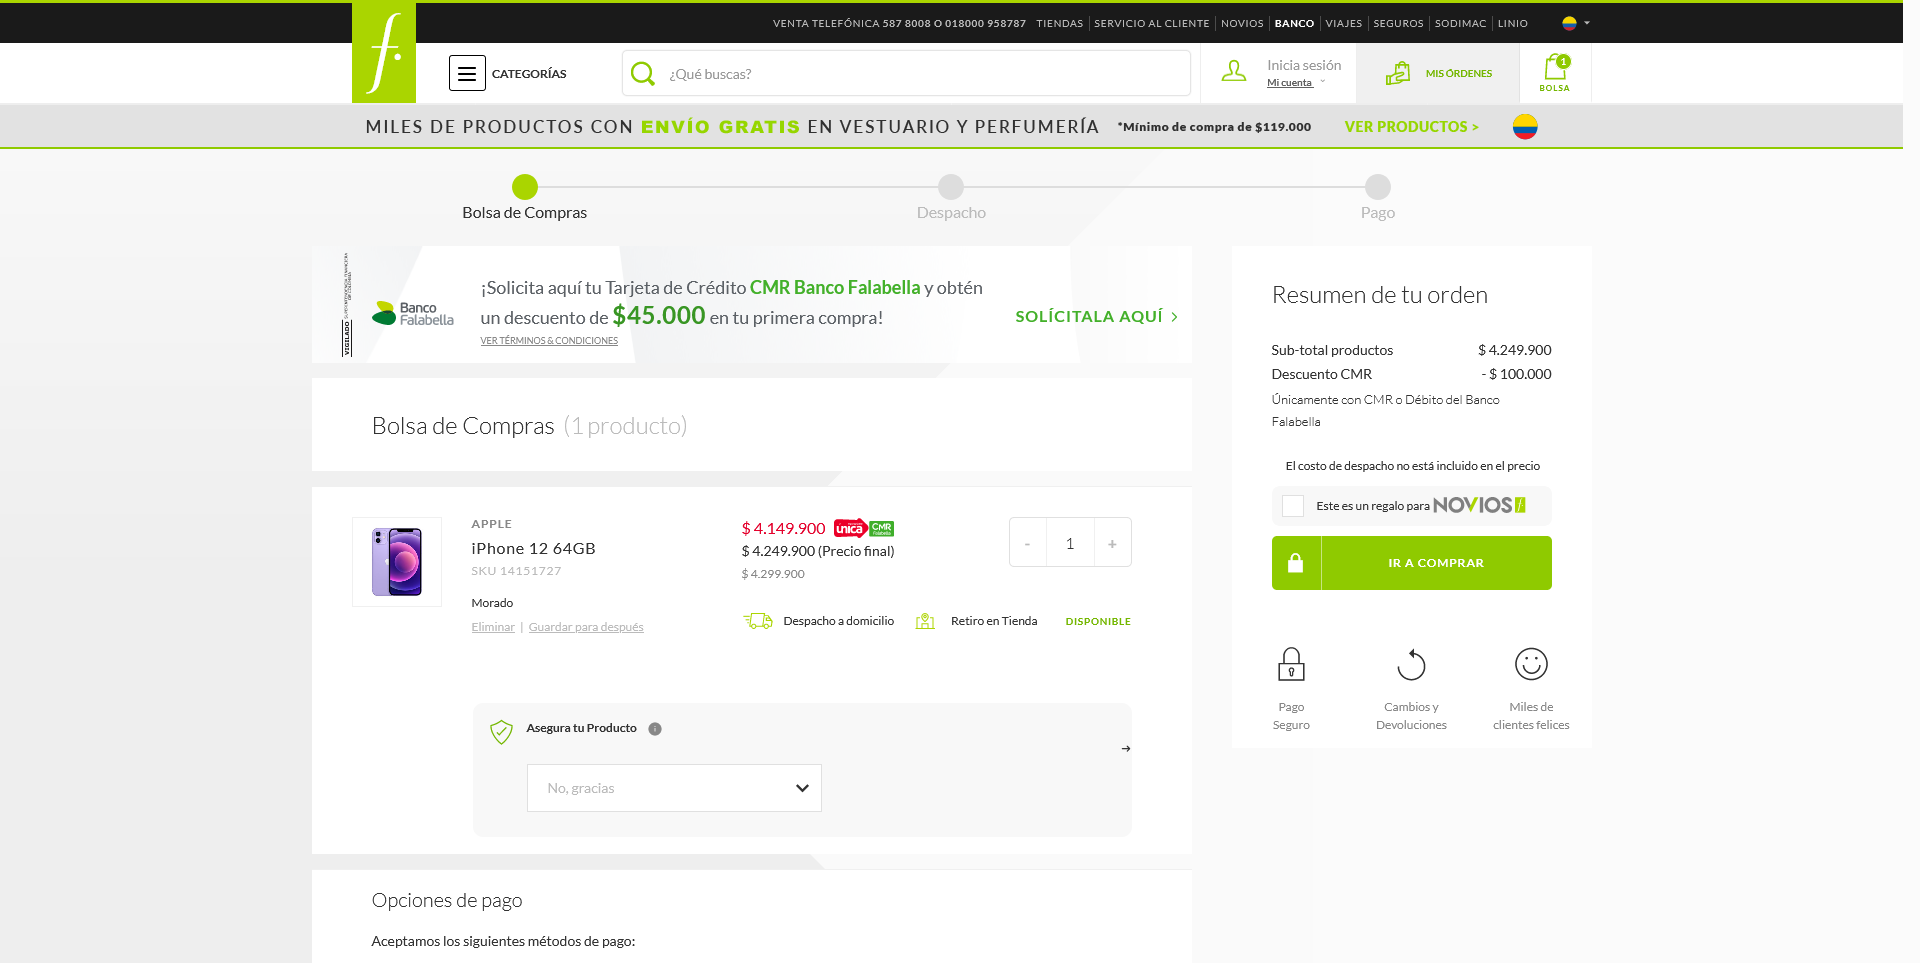 VENTA TELEFÓNICA 587 8008 O 018000 958787 TIENDAS SERVICIO AL CLIENTE NOVIOS BANCO VIAJES SEGUROS SODIMAC LINIO
f.
CATEGORÍAS
¿Qué buscas?
Inicia sesión
Mi cuenta
MIS ÓRDENES
1
BOLSA
MILES DE PRODUCTOS CON ENVÍO GRATIS EN VESTUARIO Y PERFUMERÍA *Mínimo de compra de $119.000 VER PRODUCTOS >
Bolsa de Compras
Despacho
Pago
VIGILADO SUPERINTENDENCIA FINANCIERA DE COLOMBIA
Banco
Falabella
¡Solicita aquí tu Tarjeta de Crédito CMR Banco Falabella y obtén
un descuento de $45.000 en tu primera compra!
VER TÉRMINOS & CONDICIONES
SOLÍCITALA AQUÍ >
Bolsa de Compras (1 producto)
APPLE
iPhone 12 64GB
SKU 14151727
Morado
Eliminar | Guardar para después
$ 4.149.900 única CMR Falabella
$ 4.249.900 (Precio final)
$ 4.299.900
- 1 +
Despacho a domicilio
Retiro en Tienda
DISPONIBLE
Asegura tu Producto i
No, gracias
Opciones de pago
Aceptamos los siguientes métodos de pago:
Resumen de tu orden
Sub-total productos $ 4.249.900
Descuento CMR - $ 100.000
Únicamente con CMR o Débito del Banco
Falabella
El costo de despacho no está incluido en el precio
Este es un regalo para NOVIOS f
IR A COMPRAR
Pago
Seguro
Cambios y
Devoluciones
Miles de
clientes felices